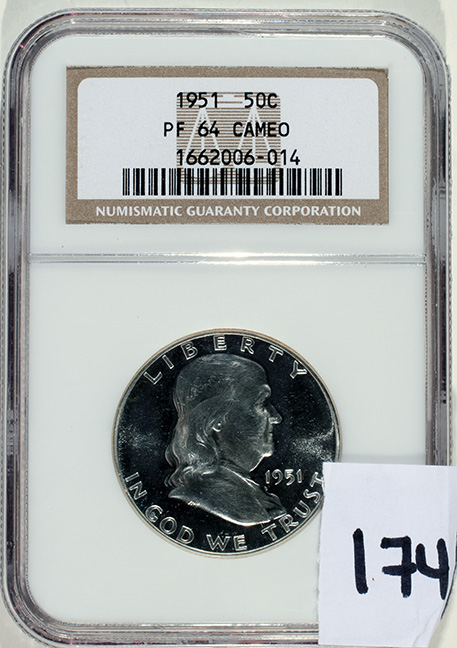 1951 50C
PF 64 CAMEO
1662006-014
NUMISMATIC GUARANTY CORPORATION
LIBERTY
1951
IN GOD WE TRUST
174